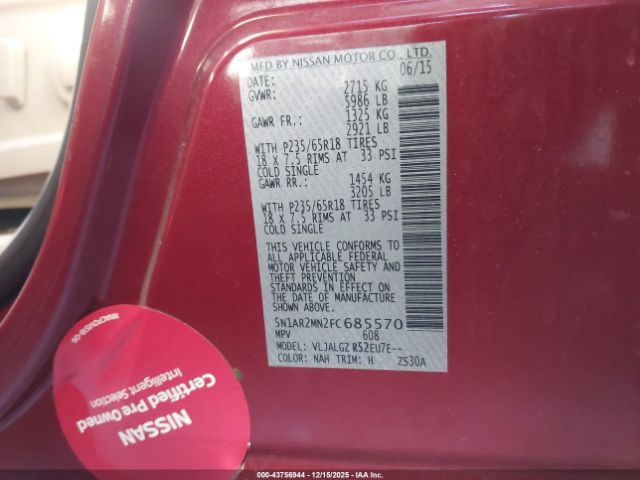 MFD BY NISSAN MOTOR CO., LTD.
DATE: 06/15
GVWR: 2715 KG
5986 LB
GAWR FR.: 1325 KG
2921 LB
WITH P235/65R18 TIRES
18 X 7.5 RIMS AT 33 PSI
COLD SINGLE
GAWR RR.: 1454 KG
3205 LB
WITH P235/65R18 TIRES
18 X 7.5 RIMS AT 33 PSI
COLD SINGLE
THIS VEHICLE CONFORMS TO
ALL APPLICABLE FEDERAL
MOTOR VEHICLE SAFETY AND
THEFT PREVENTION
STANDARDS IN EFFECT ON
THE DATE OF MANUFACTURE
SHOWN ABOVE.
5N1AR2MN2FC685570
MPV 608
MODEL: VLJALGZ R52EU7E--
COLOR: NAH TRIM: H ZS30A
NISSAN
Certified Pre Owned
Intelligent Selection
000-43756944 - 12/15/2025 - IAA Inc.